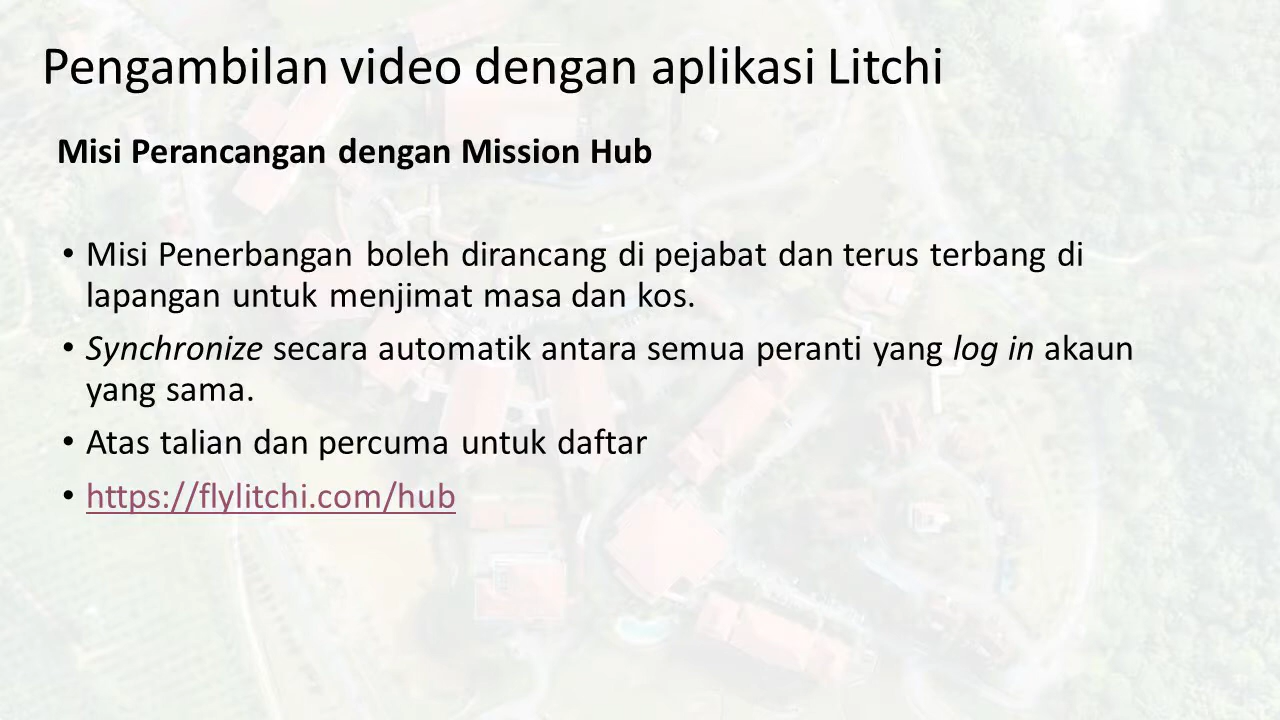 Pengambilan video dengan aplikasi Litchi
Misi Perancangan dengan Mission Hub
• Misi Penerbangan boleh dirancang di pejabat dan terus terbang di
lapangan untuk menjimat masa dan kos.
• Synchronize secara automatik antara semua peranti yang log in akaun
yang sama.
• Atas talian dan percuma untuk daftar
• https://flylitchi.com/hub